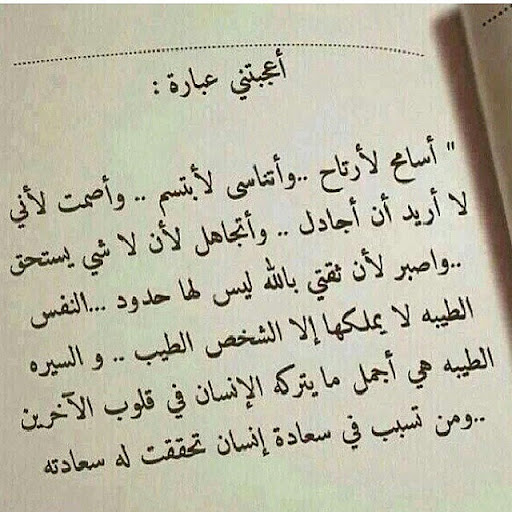 أعجبتني عبارة :
" أسامح لأرتاح ..وأتناسى لأبتسم .. وأصمت لأني
لا أريد أن أجادل .. وأتجاهل لأن لا شي يستحق
..واصبر لأن ثقتي بالله ليس لها حدود ...النفس
الطيبه لا يملكها إلا الشخص الطيب .. و السيره
الطيبه هي أجمل ما يتركه الإنسان في قلوب الآخرين
..ومن تسبب في سعادة إنسان تحققت له سعادته